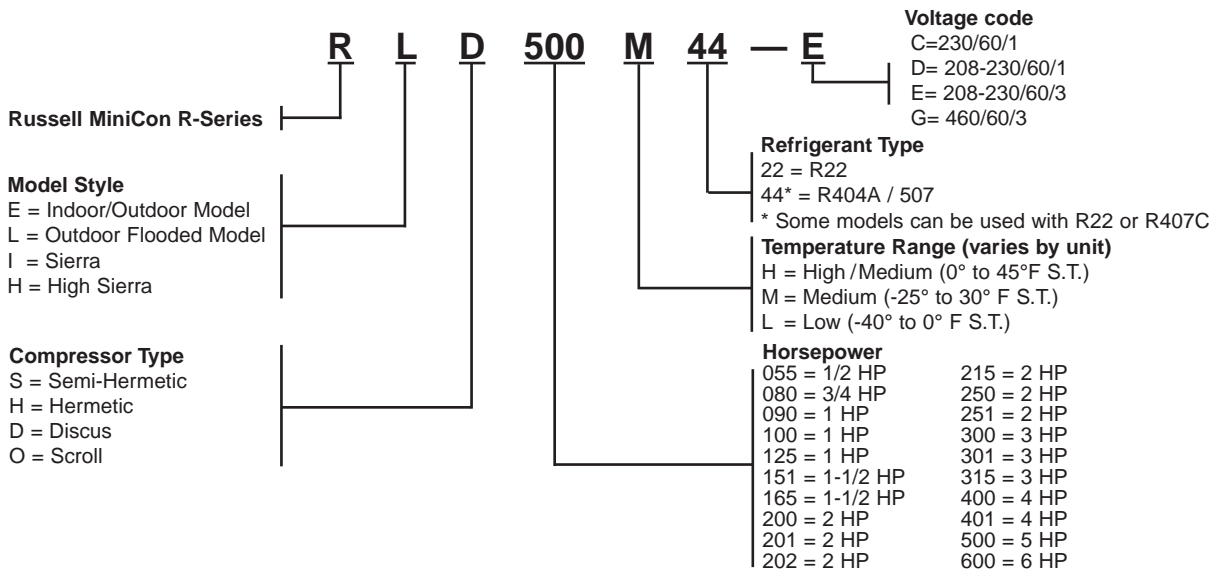 R L D 500 M 44 — E
Voltage code
C=230/60/1
D= 208-230/60/1
E= 208-230/60/3
G= 460/60/3
Russell MiniCon R-Series
Refrigerant Type
22 = R22
44* = R404A / 507
* Some models can be used with R22 or R407C
Model Style
E = Indoor/Outdoor Model
L = Outdoor Flooded Model
I = Sierra
H = High Sierra
Temperature Range (varies by unit)
H = High/Medium (0° to 45°F S.T.)
M = Medium (-25° to 30° F S.T.)
L = Low (-40° to 0° F S.T.)
Compressor Type
S = Semi-Hermetic
H = Hermetic
D = Discus
O = Scroll
Horsepower
055 = 1/2 HP
080 = 3/4 HP
090 = 1 HP
100 = 1 HP
125 = 1 HP
151 = 1-1/2 HP
165 = 1-1/2 HP
200 = 2 HP
201 = 2 HP
202 = 2 HP
215 = 2 HP
250 = 2 HP
251 = 2 HP
300 = 3 HP
301 = 3 HP
315 = 3 HP
400 = 4 HP
401 = 4 HP
500 = 5 HP
600 = 6 HP